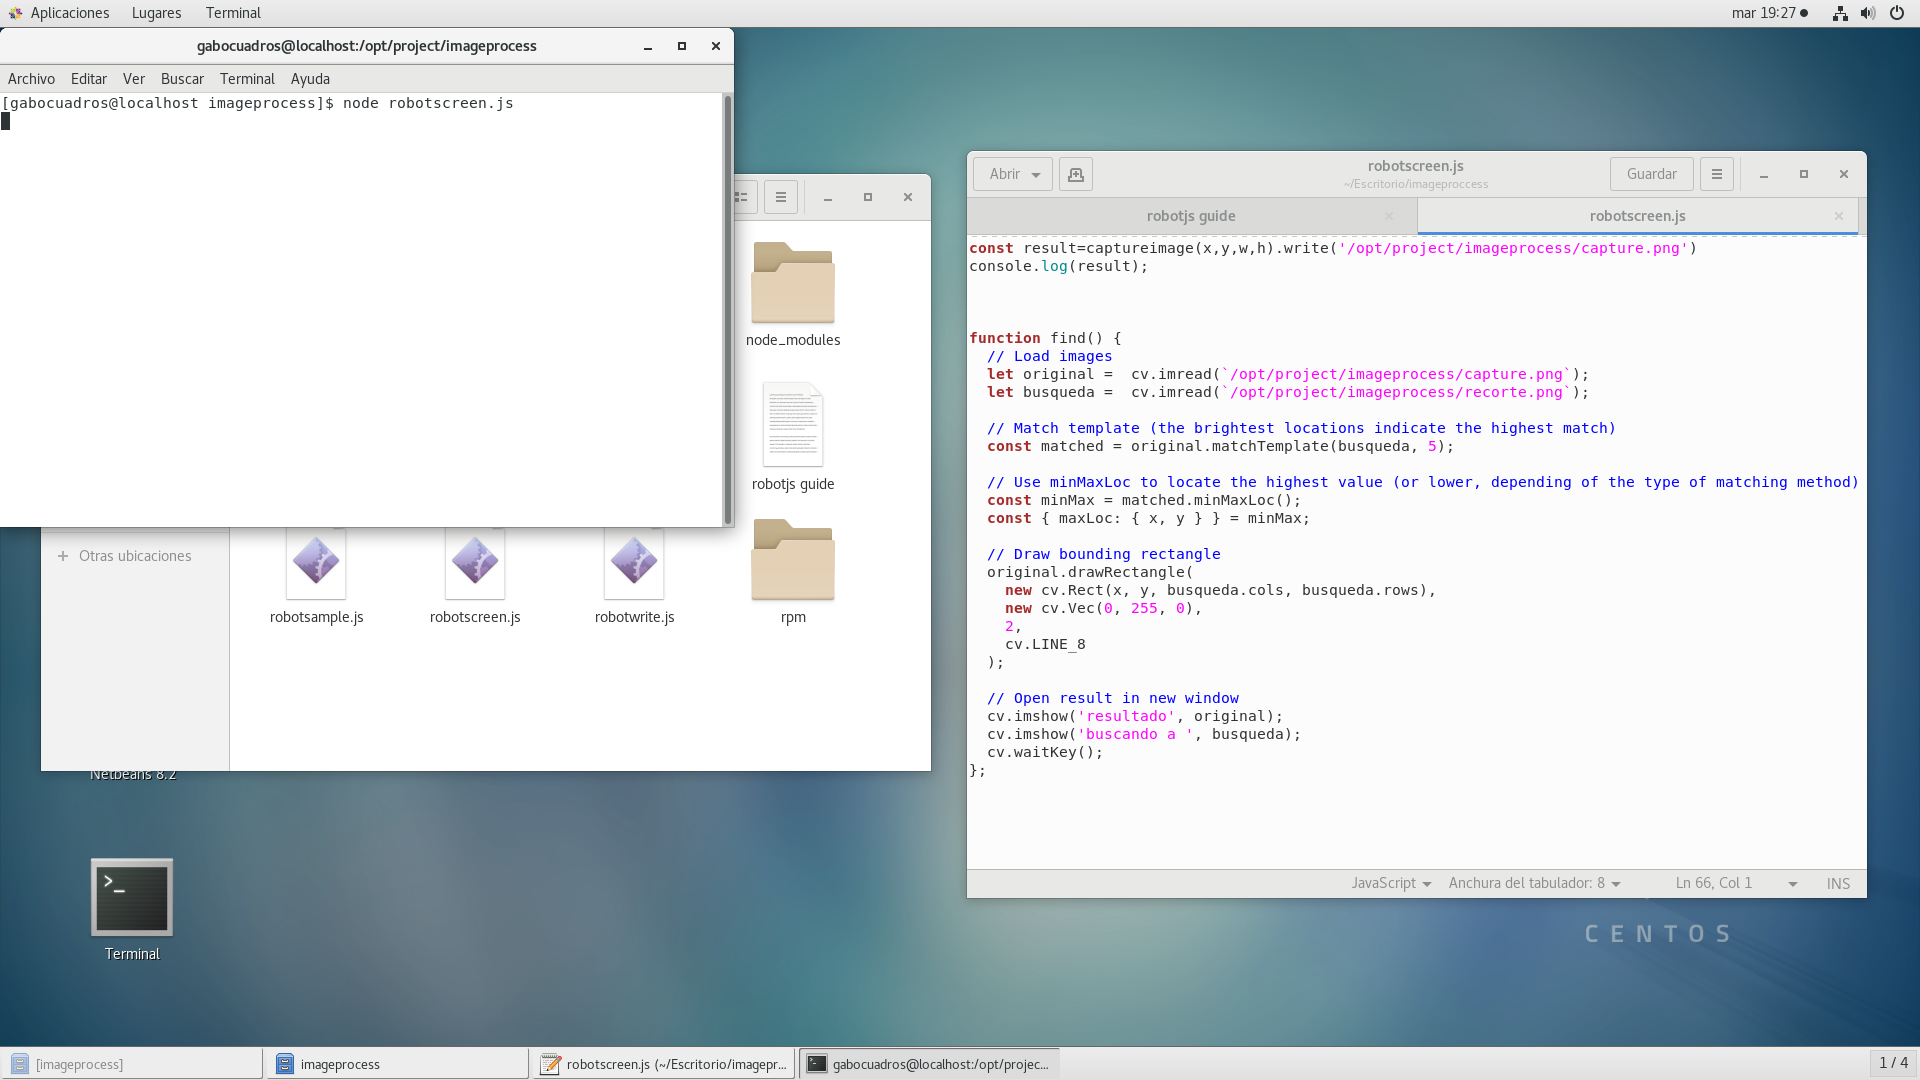 Aplicaciones Lugares Terminal
mar 19:27
gabocuadros@localhost:/opt/project/imageprocess
Archivo Editar Ver Buscar Terminal Ayuda
[gabocuadros@localhost imageprocess]$ node robotscreen.js
node_modules
robotjs guide
Otras ubicaciones
robotsample.js
robotscreen.js
robotwrite.js
rpm
Netbeans 8.2
Terminal
Abrir
robotscreen.js
~/Escritorio/imageproccess
Guardar
robotjs guide
robotscreen.js
const result=captureimage(x,y,w,h).write('/opt/project/imageprocess/capture.png')
console.log(result);
function find() {
// Load images
let original =  cv.imread(`/opt/project/imageprocess/capture.png`);
let busqueda =  cv.imread(`/opt/project/imageprocess/recorte.png`);
// Match template (the brightest locations indicate the highest match)
const matched = original.matchTemplate(busqueda, 5);
// Use minMaxLoc to locate the highest value (or lower, depending of the type of matching method)
const minMax = matched.minMaxLoc();
const { maxLoc: { x, y } } = minMax;
// Draw bounding rectangle
original.drawRectangle(
new cv.Rect(x, y, busqueda.cols, busqueda.rows),
new cv.Vec(0, 255, 0),
2,
cv.LINE_8
);
// Open result in new window
cv.imshow('resultado', original);
cv.imshow('buscando a ', busqueda);
cv.waitKey();
};
JavaScript Anchura del tabulador: 8 Ln 66, Col 1 INS
CENTOS
[imageprocess]
imageprocess
robotscreen.js (~/Escritorio/imagepr...
gabocuadros@localhost:/opt/projec...
1 / 4